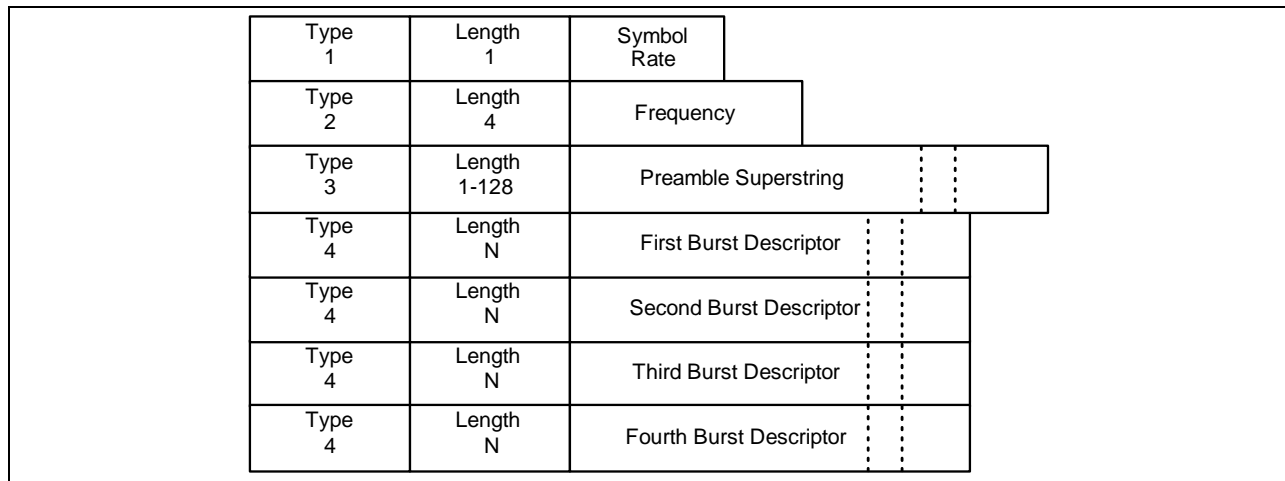 Type Length Symbol
1 1 Rate
Type Length
2 4 Frequency
Type Length
3 1-128 Preamble Superstring
Type Length
4 N First Burst Descriptor
Type Length
4 N Second Burst Descriptor
Type Length
4 N Third Burst Descriptor
Type Length
4 N Fourth Burst Descriptor